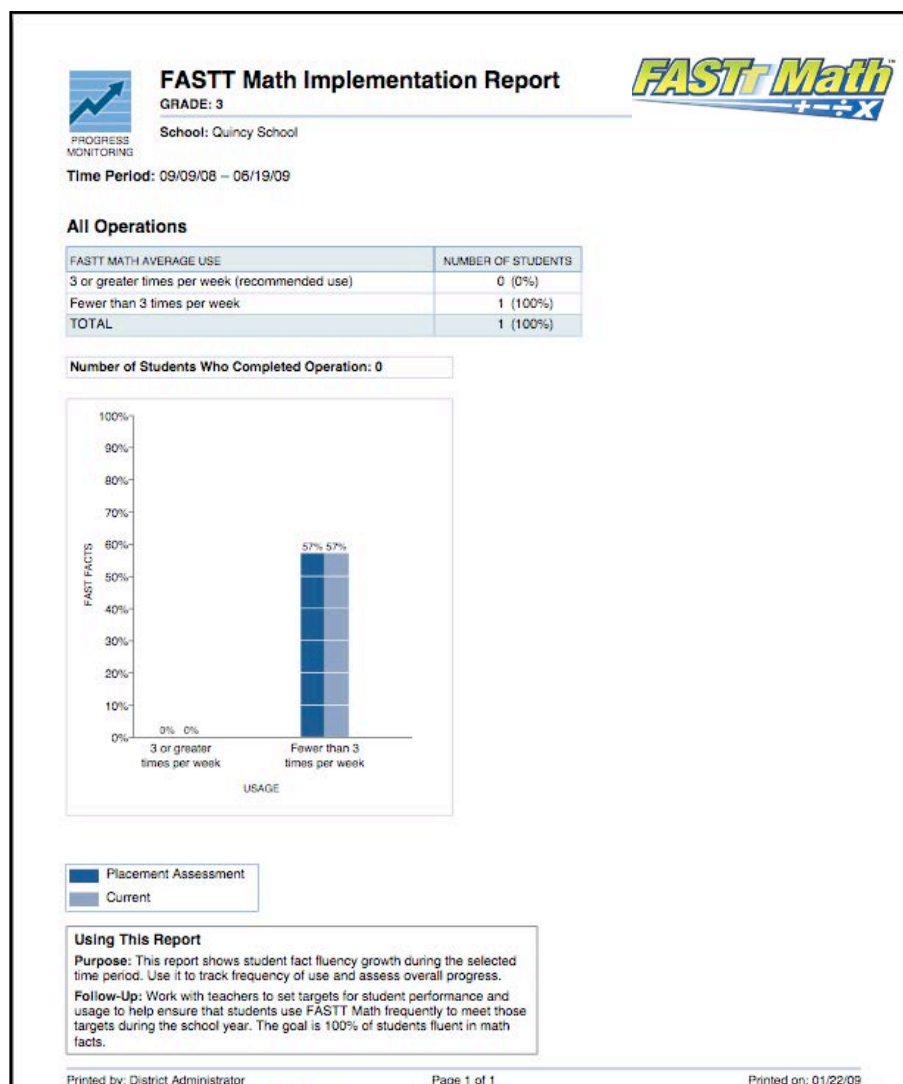 FASTT Math Implementation Report
GRADE: 3
School: Quincy School
PROGRESS
MONITORING
FASTT Math™
+−÷x
Time Period: 09/09/08 – 06/19/09
All Operations
FASTT MATH AVERAGE USE NUMBER OF STUDENTS
3 or greater times per week (recommended use) 0 (0%)
Fewer than 3 times per week 1 (100%)
TOTAL 1 (100%)
Number of Students Who Completed Operation: 0
100%
90%
80%
70%
60%
50%
40%
30%
20%
10%
0%
FAST FACTS
57% 57%
0% 0%
3 or greater
times per week
Fewer than 3
times per week
USAGE
Placement Assessment
Current
Using This Report
Purpose: This report shows student fact fluency growth during the selected
time period. Use it to track frequency of use and assess overall progress.
Follow-Up: Work with teachers to set targets for student performance and
usage to help ensure that students use FASTT Math frequently to meet those
targets during the school year. The goal is 100% of students fluent in math
facts.
Printed by: District Administrator Page 1 of 1 Printed on: 01/22/09